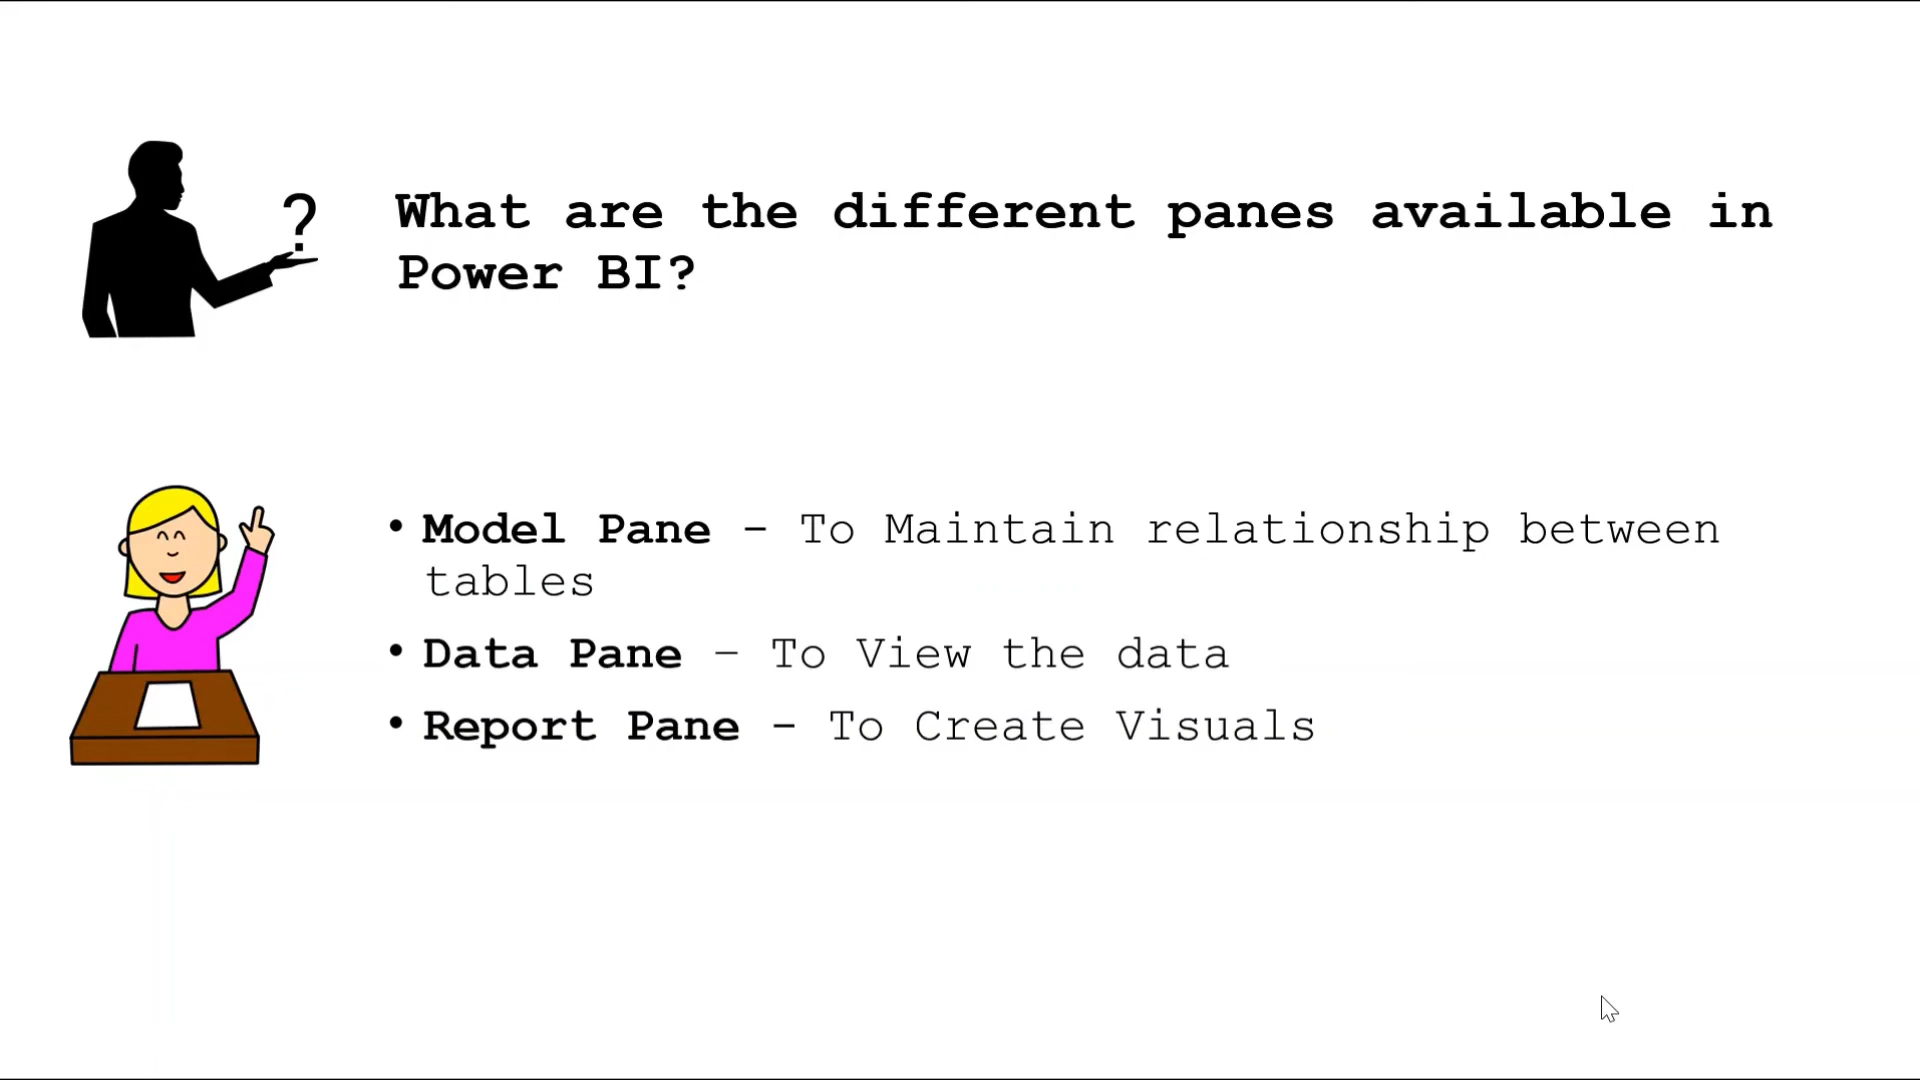 ?
What are the different panes available in
Power BI?
• Model Pane – To Maintain relationship between
tables
• Data Pane – To View the data
• Report Pane – To Create Visuals